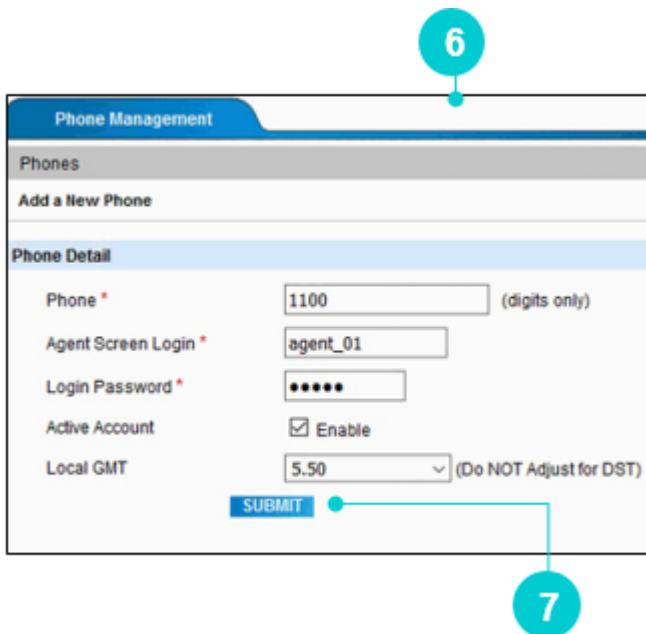 6
Phone Management
Phones
Add a New Phone
Phone Detail
Phone * 1100 (digits only)
Agent Screen Login * agent_01
Login Password * •••••
Active Account Enable
Local GMT 5.50 (Do NOT Adjust for DST)
SUBMIT
7